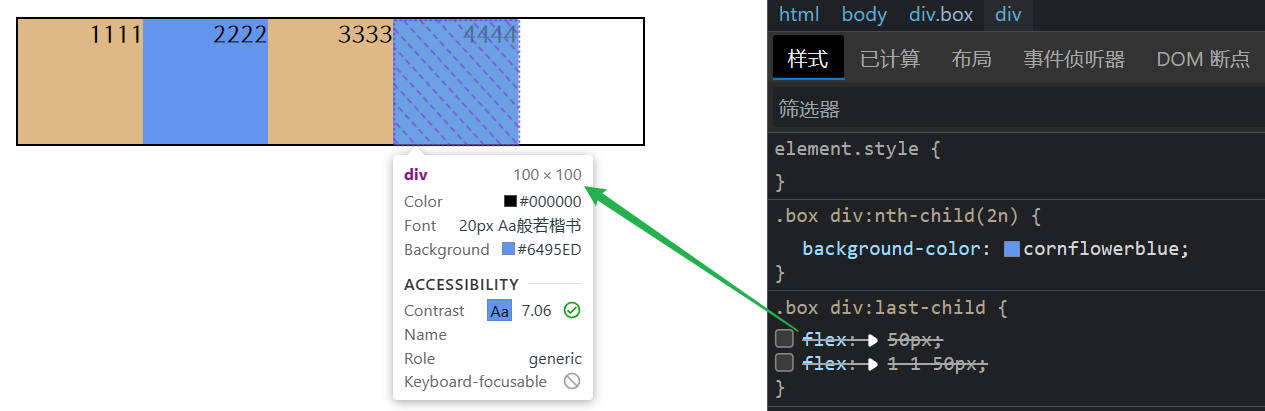 1111 2222 3333 4444
div 100 × 100
Color #000000
Font 20px Aa般若楷书
Background #6495ED
ACCESSIBILITY
Contrast Aa 7.06
Name
Role generic
Keyboard-focusable
html body div.box div
样式 已计算 布局 事件侦听器 DOM 断点
筛选器
element.style {
}
.box div:nth-child(2n) {
background-color: cornflowerblue;
}
.box div:last-child {
flex: 50px;
flex: 1 1 50px;
}